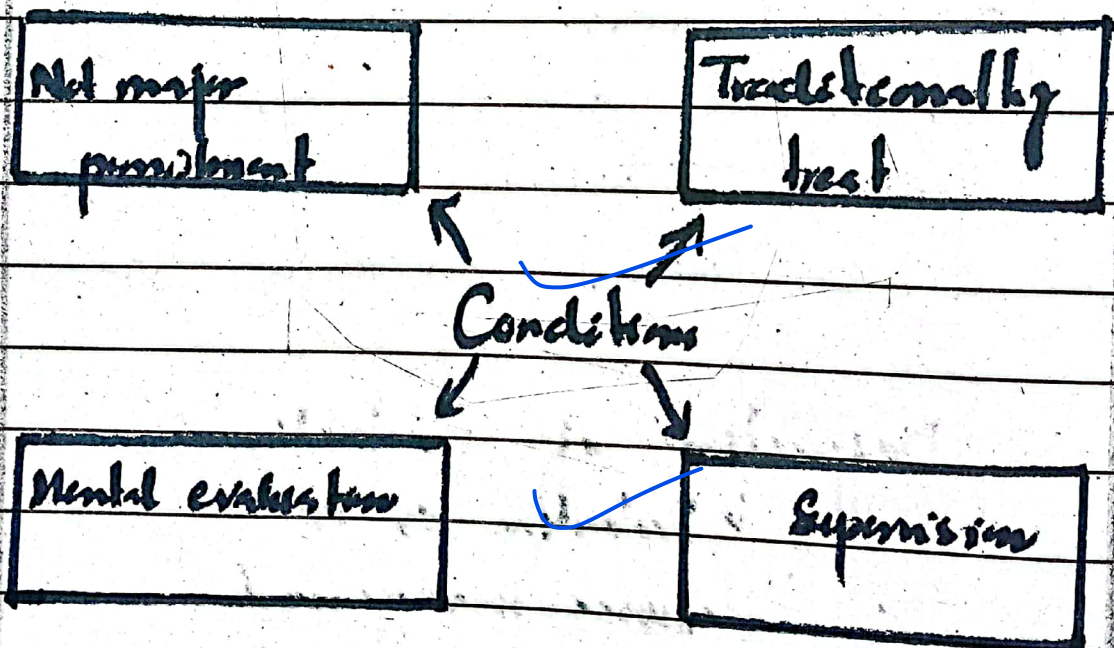 Not major
punishment
Traditionally
treat
Conditions
Mental evaluation
Supervision